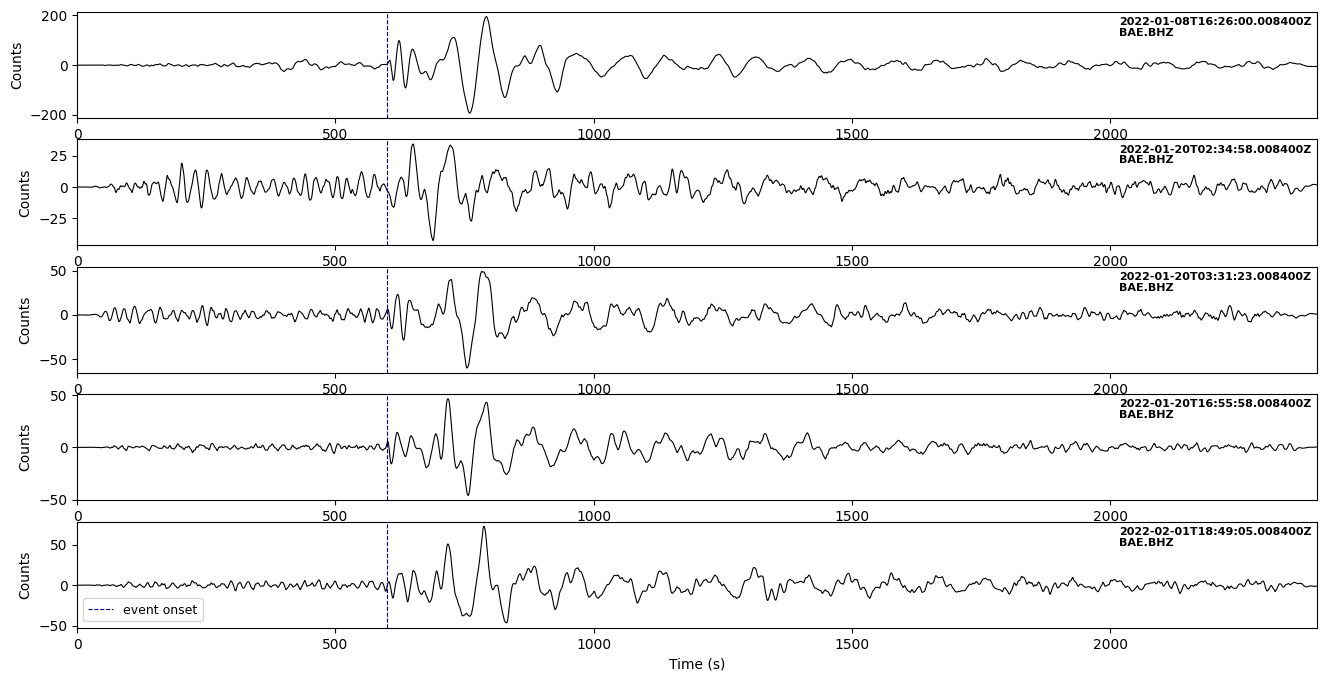 200
0
−200
Counts
2022-01-08T16:26:00.008400Z
BAE.BHZ
0 500 1000 1500 2000
25
0
−25
Counts
2022-01-20T02:34:58.008400Z
BAE.BHZ
0 500 1000 1500 2000
50
0
−50
Counts
2022-01-20T03:31:23.008400Z
BAE.BHZ
0 500 1000 1500 2000
50
0
−50
Counts
2022-01-20T16:55:58.008400Z
BAE.BHZ
0 500 1000 1500 2000
50
0
−50
Counts
2022-02-01T18:49:05.008400Z
BAE.BHZ
event onset
0 500 1000 1500 2000
Time (s)